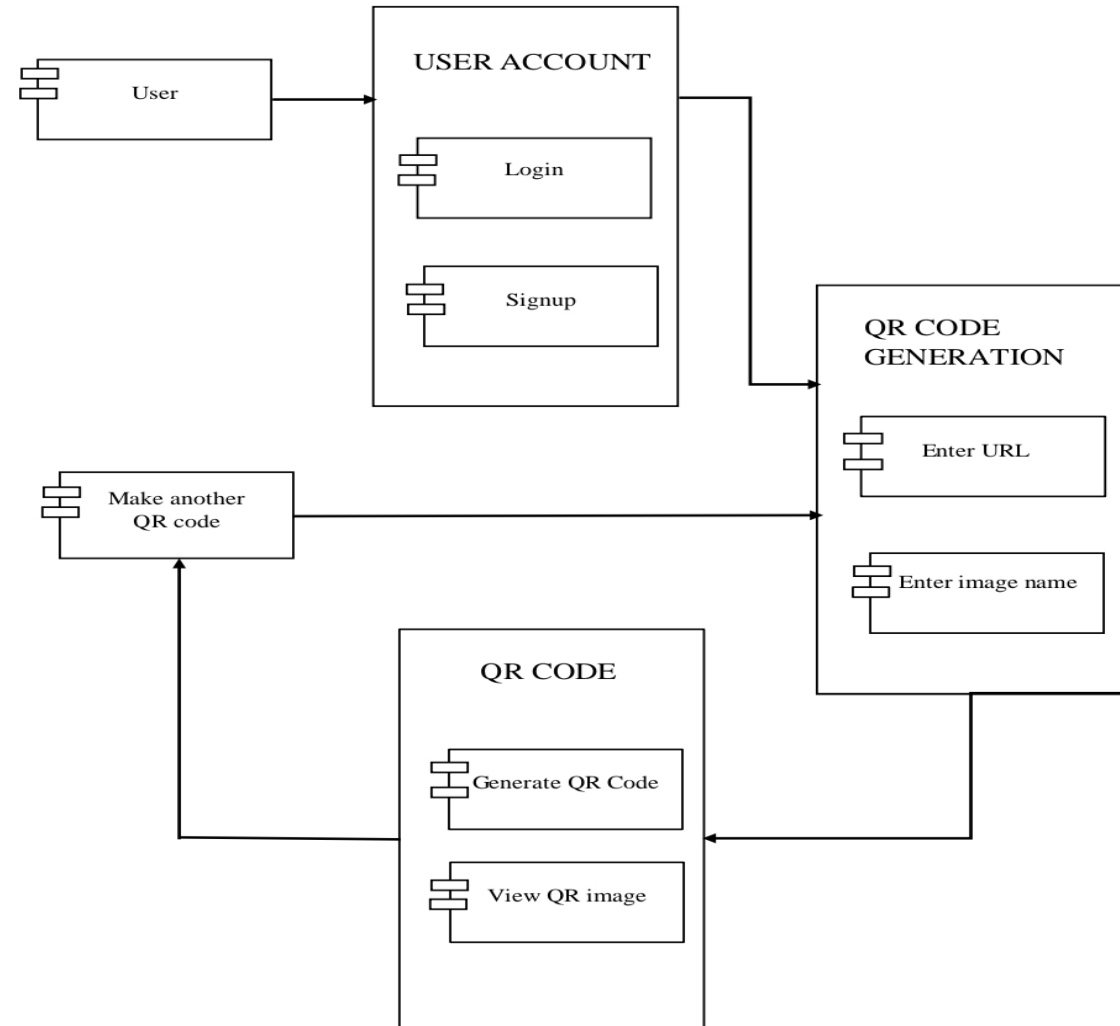 User
USER ACCOUNT
Login
Signup
QR CODE
GENERATION
Enter URL
Enter image name
Make another
QR code
QR CODE
Generate QR Code
View QR image